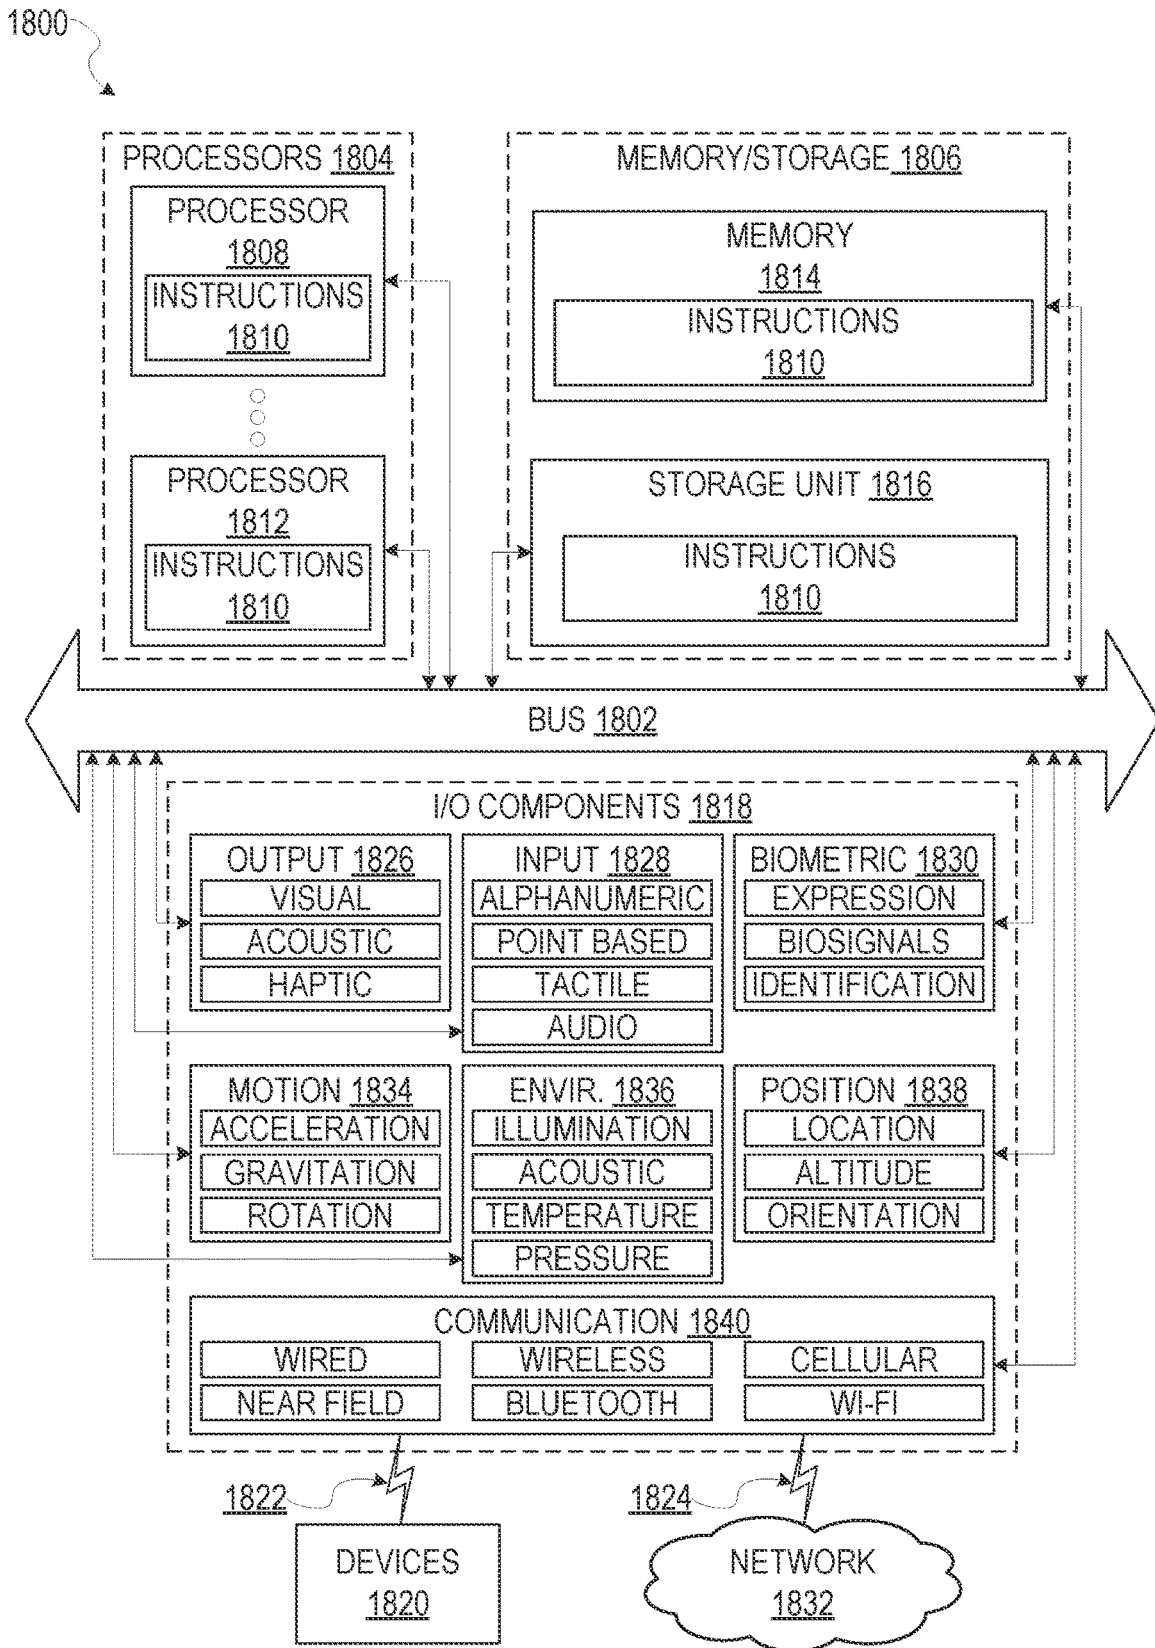 1800
PROCESSORS 1804
PROCESSOR
1808
INSTRUCTIONS
1810
PROCESSOR
1812
INSTRUCTIONS
1810
MEMORY/STORAGE 1806
MEMORY
1814
INSTRUCTIONS
1810
STORAGE UNIT 1816
INSTRUCTIONS
1810
BUS 1802
I/O COMPONENTS 1818
OUTPUT 1826
VISUAL
ACOUSTIC
HAPTIC
INPUT 1828
ALPHANUMERIC
POINT BASED
TACTILE
AUDIO
BIOMETRIC 1830
EXPRESSION
BIOSIGNALS
IDENTIFICATION
MOTION 1834
ACCELERATION
GRAVITATION
ROTATION
ENVIR. 1836
ILLUMINATION
ACOUSTIC
TEMPERATURE
PRESSURE
POSITION 1838
LOCATION
ALTITUDE
ORIENTATION
COMMUNICATION 1840
WIRED
WIRELESS
CELLULAR
NEAR FIELD
BLUETOOTH
WI-FI
1822
1824
DEVICES
1820
NETWORK
1832